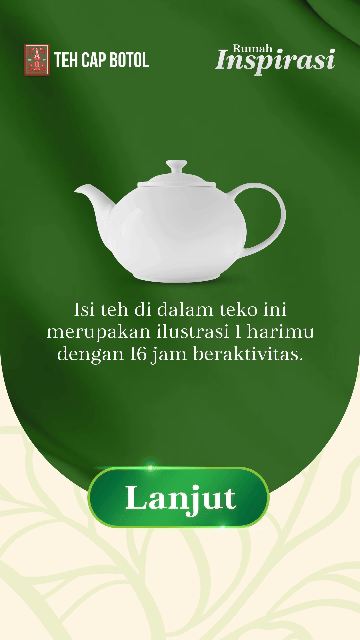 TEH CAP BOTOL
Rumah
Inspirasi
Isi teh di dalam teko ini
merupakan ilustrasi 1 harimu
dengan 16 jam beraktivitas.
Lanjut